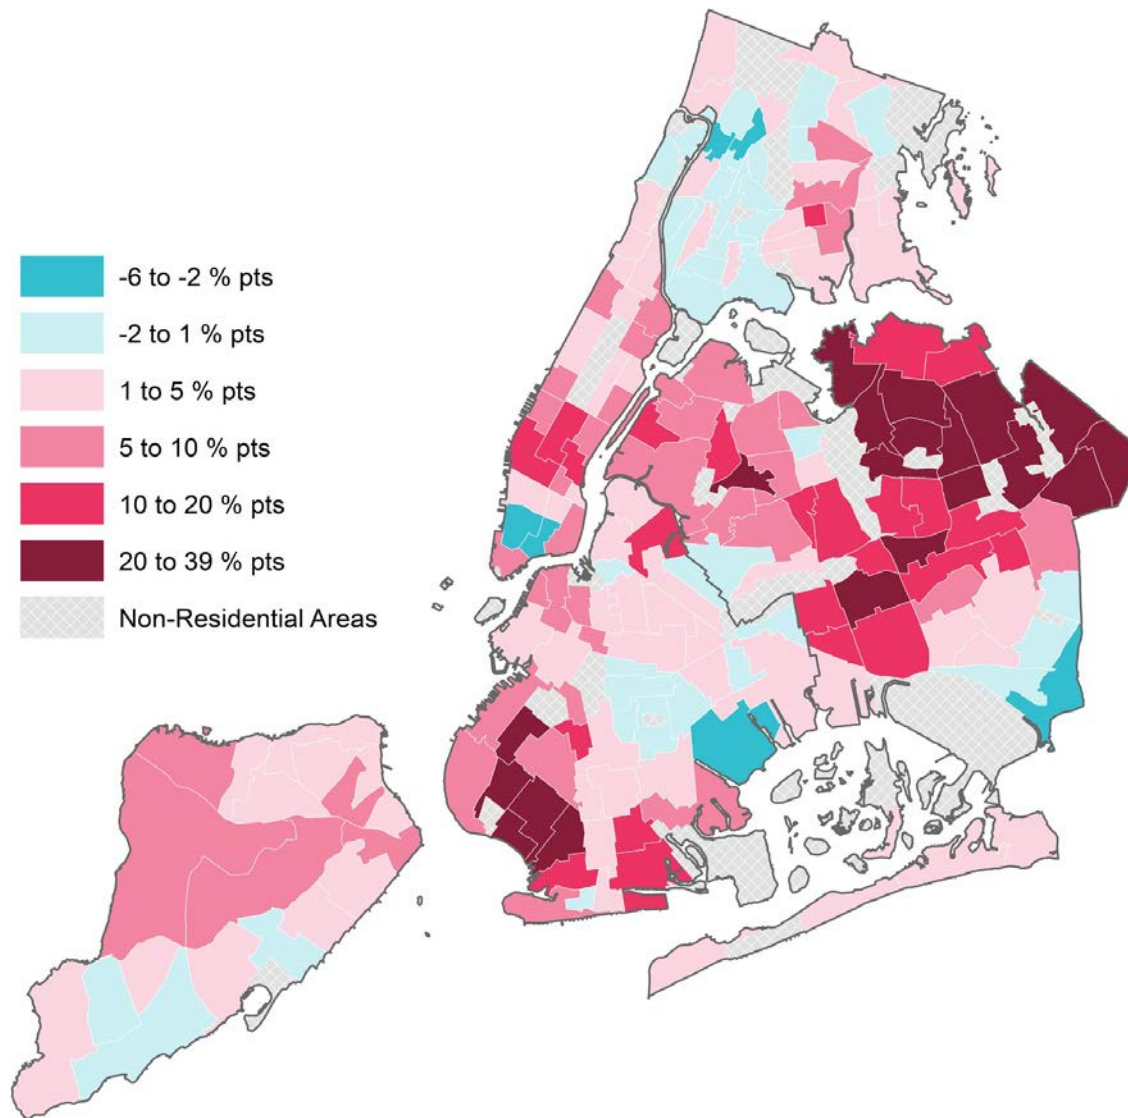 -6 to -2 % pts
-2 to 1 % pts
1 to 5 % pts
5 to 10 % pts
10 to 20 % pts
20 to 39 % pts
Non-Residential Areas